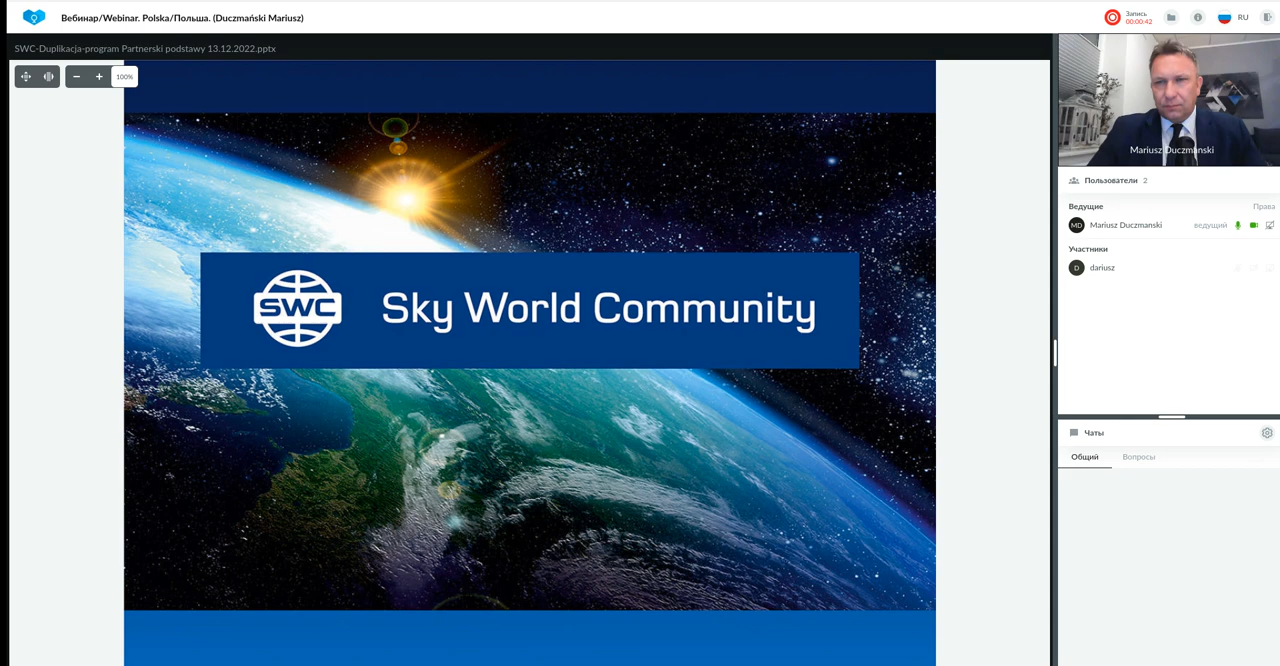 Вебинар/Webinar. Polska/Польша. (Duczmański Mariusz)
Запись
00:00:42
RU
SWC-Duplikacja-program Partnerski podstawy 13.12.2022.pptx
100%
SWC
Sky World Community
Mariusz Duczmanski
Пользователи 2
Ведущие Права
MD Mariusz Duczmanski ведущий
Участники
D dariusz
Чаты
Общий Вопросы